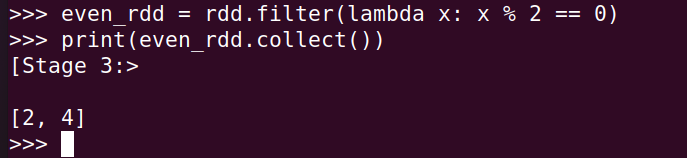 >>> even_rdd = rdd.filter(lambda x: x % 2 == 0)
>>> print(even_rdd.collect())
[Stage 3:>
[2, 4]
>>>